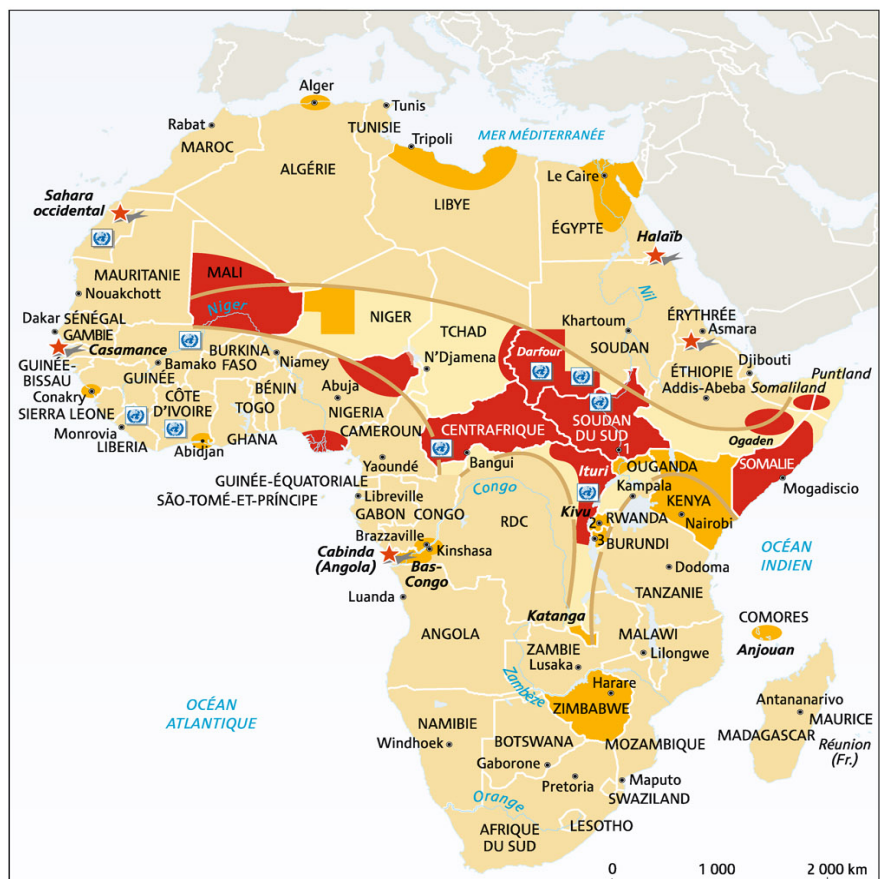 Alger
Tunis
Rabat
MAROC
TUNISIE
Tripoli
MER MÉDITERRANÉE
ALGÉRIE
Le Caire
LIBYE
ÉGYPTE
Sahara
occidental
Halaïb
MAURITANIE
MALI
Nouakchott
Niger
NIGER
TCHAD
Nil
Khartoum
SOUDAN
ÉRYTHRÉE
Asmara
Dakar
SÉNÉGAL
GAMBIE
Casamance
GUINÉE-
BISSAU
Bamako
BURKINA
FASO
Niamey
N'Djamena
Darfour
Djibouti
Puntland
GUINÉE
Conakry
SIERRA LEONE
CÔTE
D'IVOIRE
BÉNIN
TOGO
Abuja
NIGERIA
ÉTHIOPIE
Addis-Abeba
Somaliland
Monrovia
LIBERIA
Abidjan
GHANA
CAMEROUN
CENTRAFRIQUE
SOUDAN
DU SUD
1
Ogaden
SOMALIE
Mogadiscio
Yaoundé
Bangui
Ituri
OUGANDA
Kampala
KENYA
Nairobi
GUINÉE-ÉQUATORIALE
SÃO-TOMÉ-ET-PRÍNCIPE
Libreville
GABON
CONGO
Congo
RDC
Kivu
2
RWANDA
3
BURUNDI
Brazzaville
Kinshasa
Cabinda
(Angola)
Bas-
Congo
Dodoma
TANZANIE
OCÉAN
INDIEN
Luanda
ANGOLA
Katanga
ZAMBIE
Lusaka
MALAWI
Lilongwe
COMORES
Anjouan
Zambèze
Harare
ZIMBABWE
OCÉAN
ATLANTIQUE
NAMIBIE
Windhoek
BOTSWANA
Gaborone
MOZAMBIQUE
Antananarivo
MAURICE
MADAGASCAR
Réunion
(Fr.)
Pretoria
Maputo
SWAZILAND
Orange
LESOTHO
AFRIQUE
DU SUD
0 1 000 2 000 km